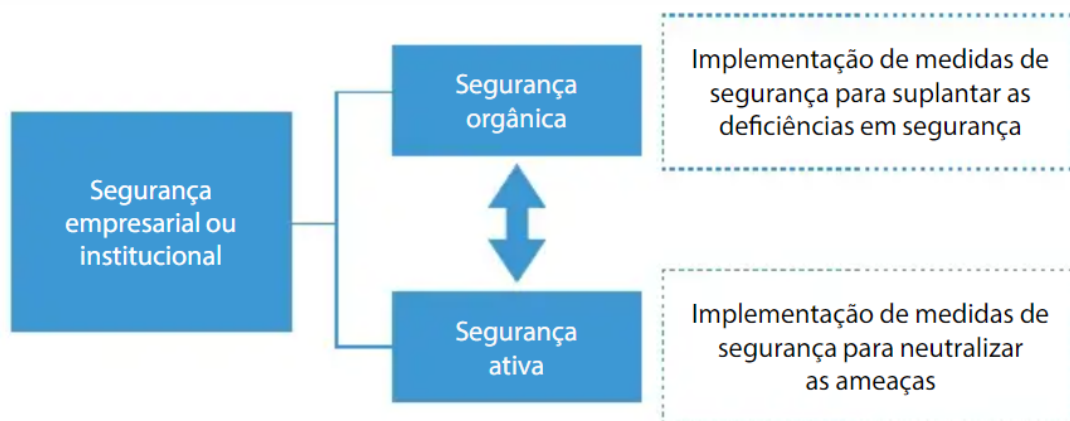 Segurança
empresarial ou
institucional
Segurança
orgânica
Implementação de medidas de
segurança para suplantar as
deficiências em segurança
Segurança
ativa
Implementação de medidas de
segurança para neutralizar
as ameaças